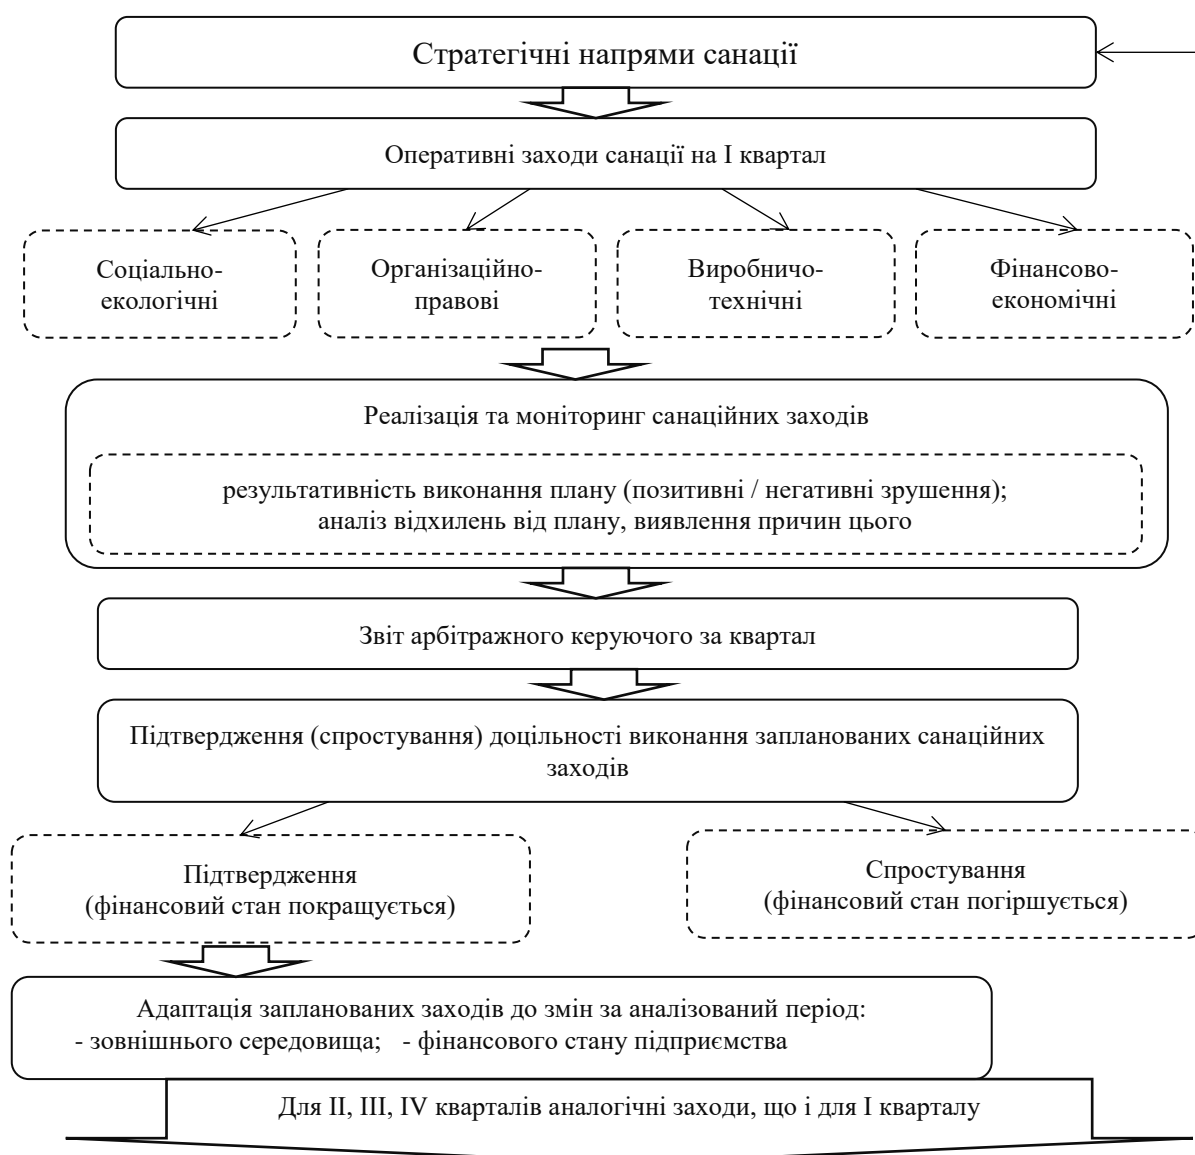 Стратегічні напрями санації
Оперативні заходи санації на І квартал
Соціально-
екологічні
Організаційно-
правові
Виробничо-
технічні
Фінансово-
економічні
Реалізація та моніторинг санаційних заходів
результативність виконання плану (позитивні / негативні зрушення);
аналіз відхилень від плану, виявлення причин цього
Звіт арбітражного керуючого за квартал
Підтвердження (спростування) доцільності виконання запланованих санаційних
заходів
Підтвердження
(фінансовий стан покращується)
Спростування
(фінансовий стан погіршується)
Адаптація запланованих заходів до змін за аналізований період:
- зовнішнього середовища;   - фінансового стану підприємства
Для ІІ, ІІІ, ІV кварталів аналогічні заходи, що і для І кварталу